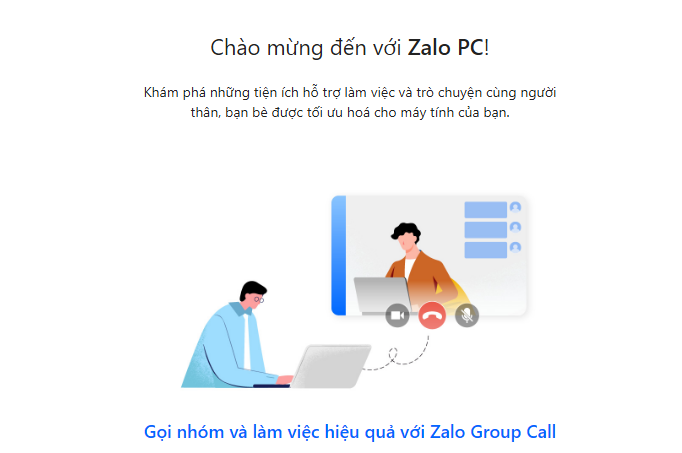 Chào mừng đến với Zalo PC!
Khám phá những tiện ích hỗ trợ làm việc và trò chuyện cùng người
thân, bạn bè được tối ưu hoá cho máy tính của bạn.
Gọi nhóm và làm việc hiệu quả với Zalo Group Call